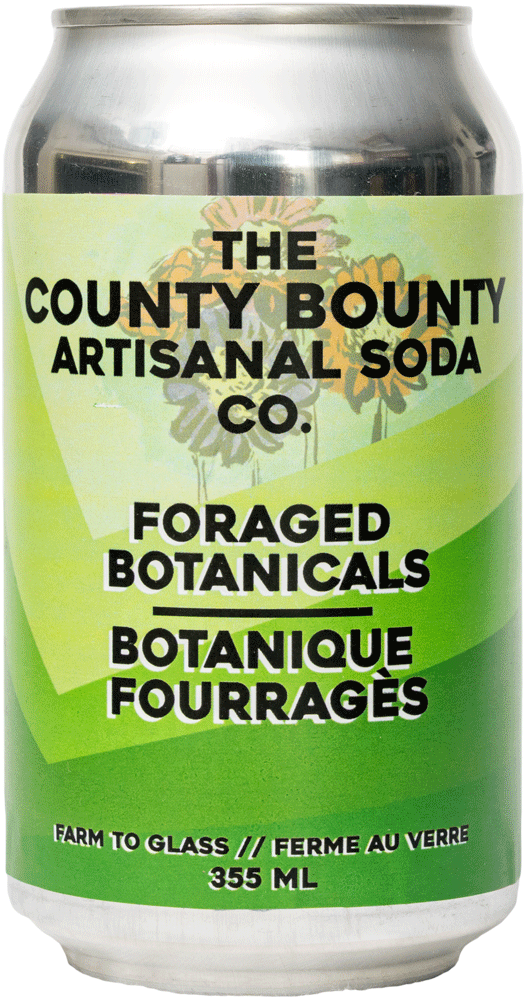 THE
COUNTY BOUNTY
ARTISANAL SODA
CO.
FORAGED
BOTANICALS
BOTANIQUE
FOURRAGÈS
FARM TO GLASS // FERME AU VERRE
355 ML